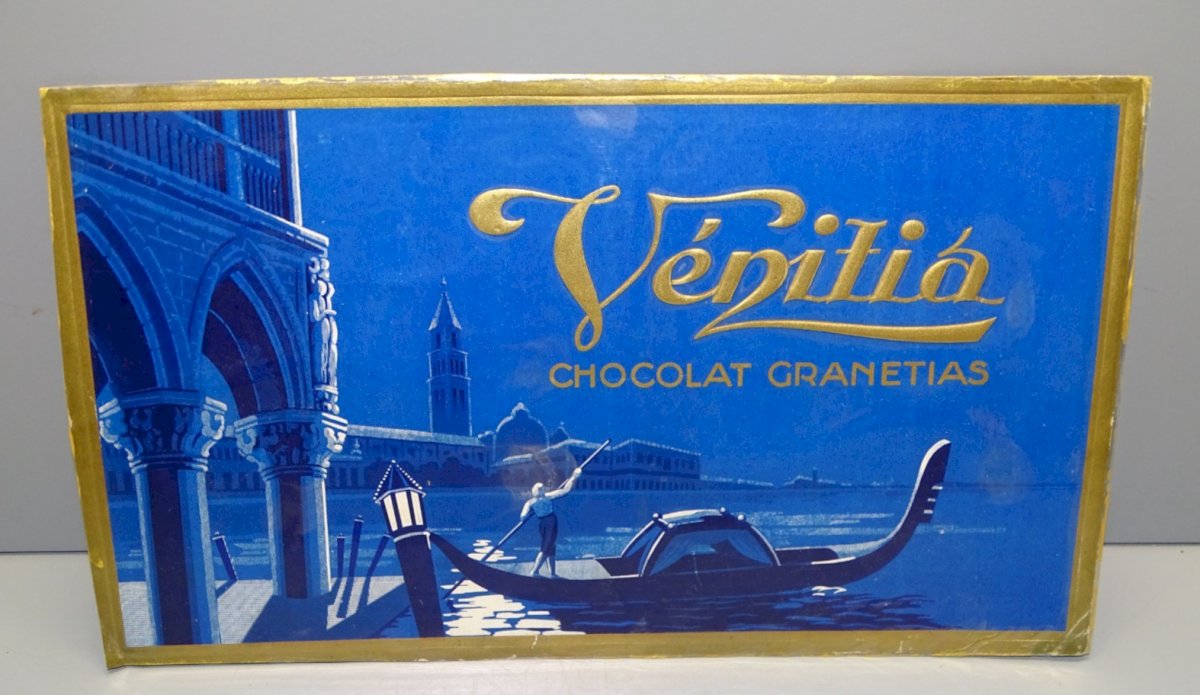 Vénitiá
CHOCOLAT GRANETIAS